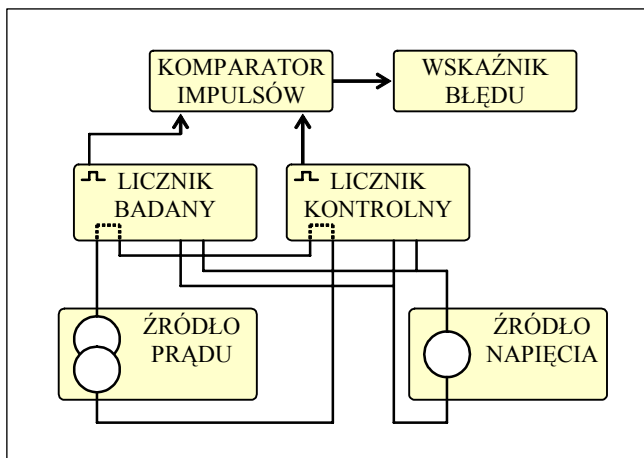 KOMPARATOR
IMPULSÓW
WSKAŹNIK
BŁĘDU
LICZNIK
BADANY
LICZNIK
KONTROLNY
ŹRÓDŁO
PRĄDU
ŹRÓDŁO
NAPIĘCIA